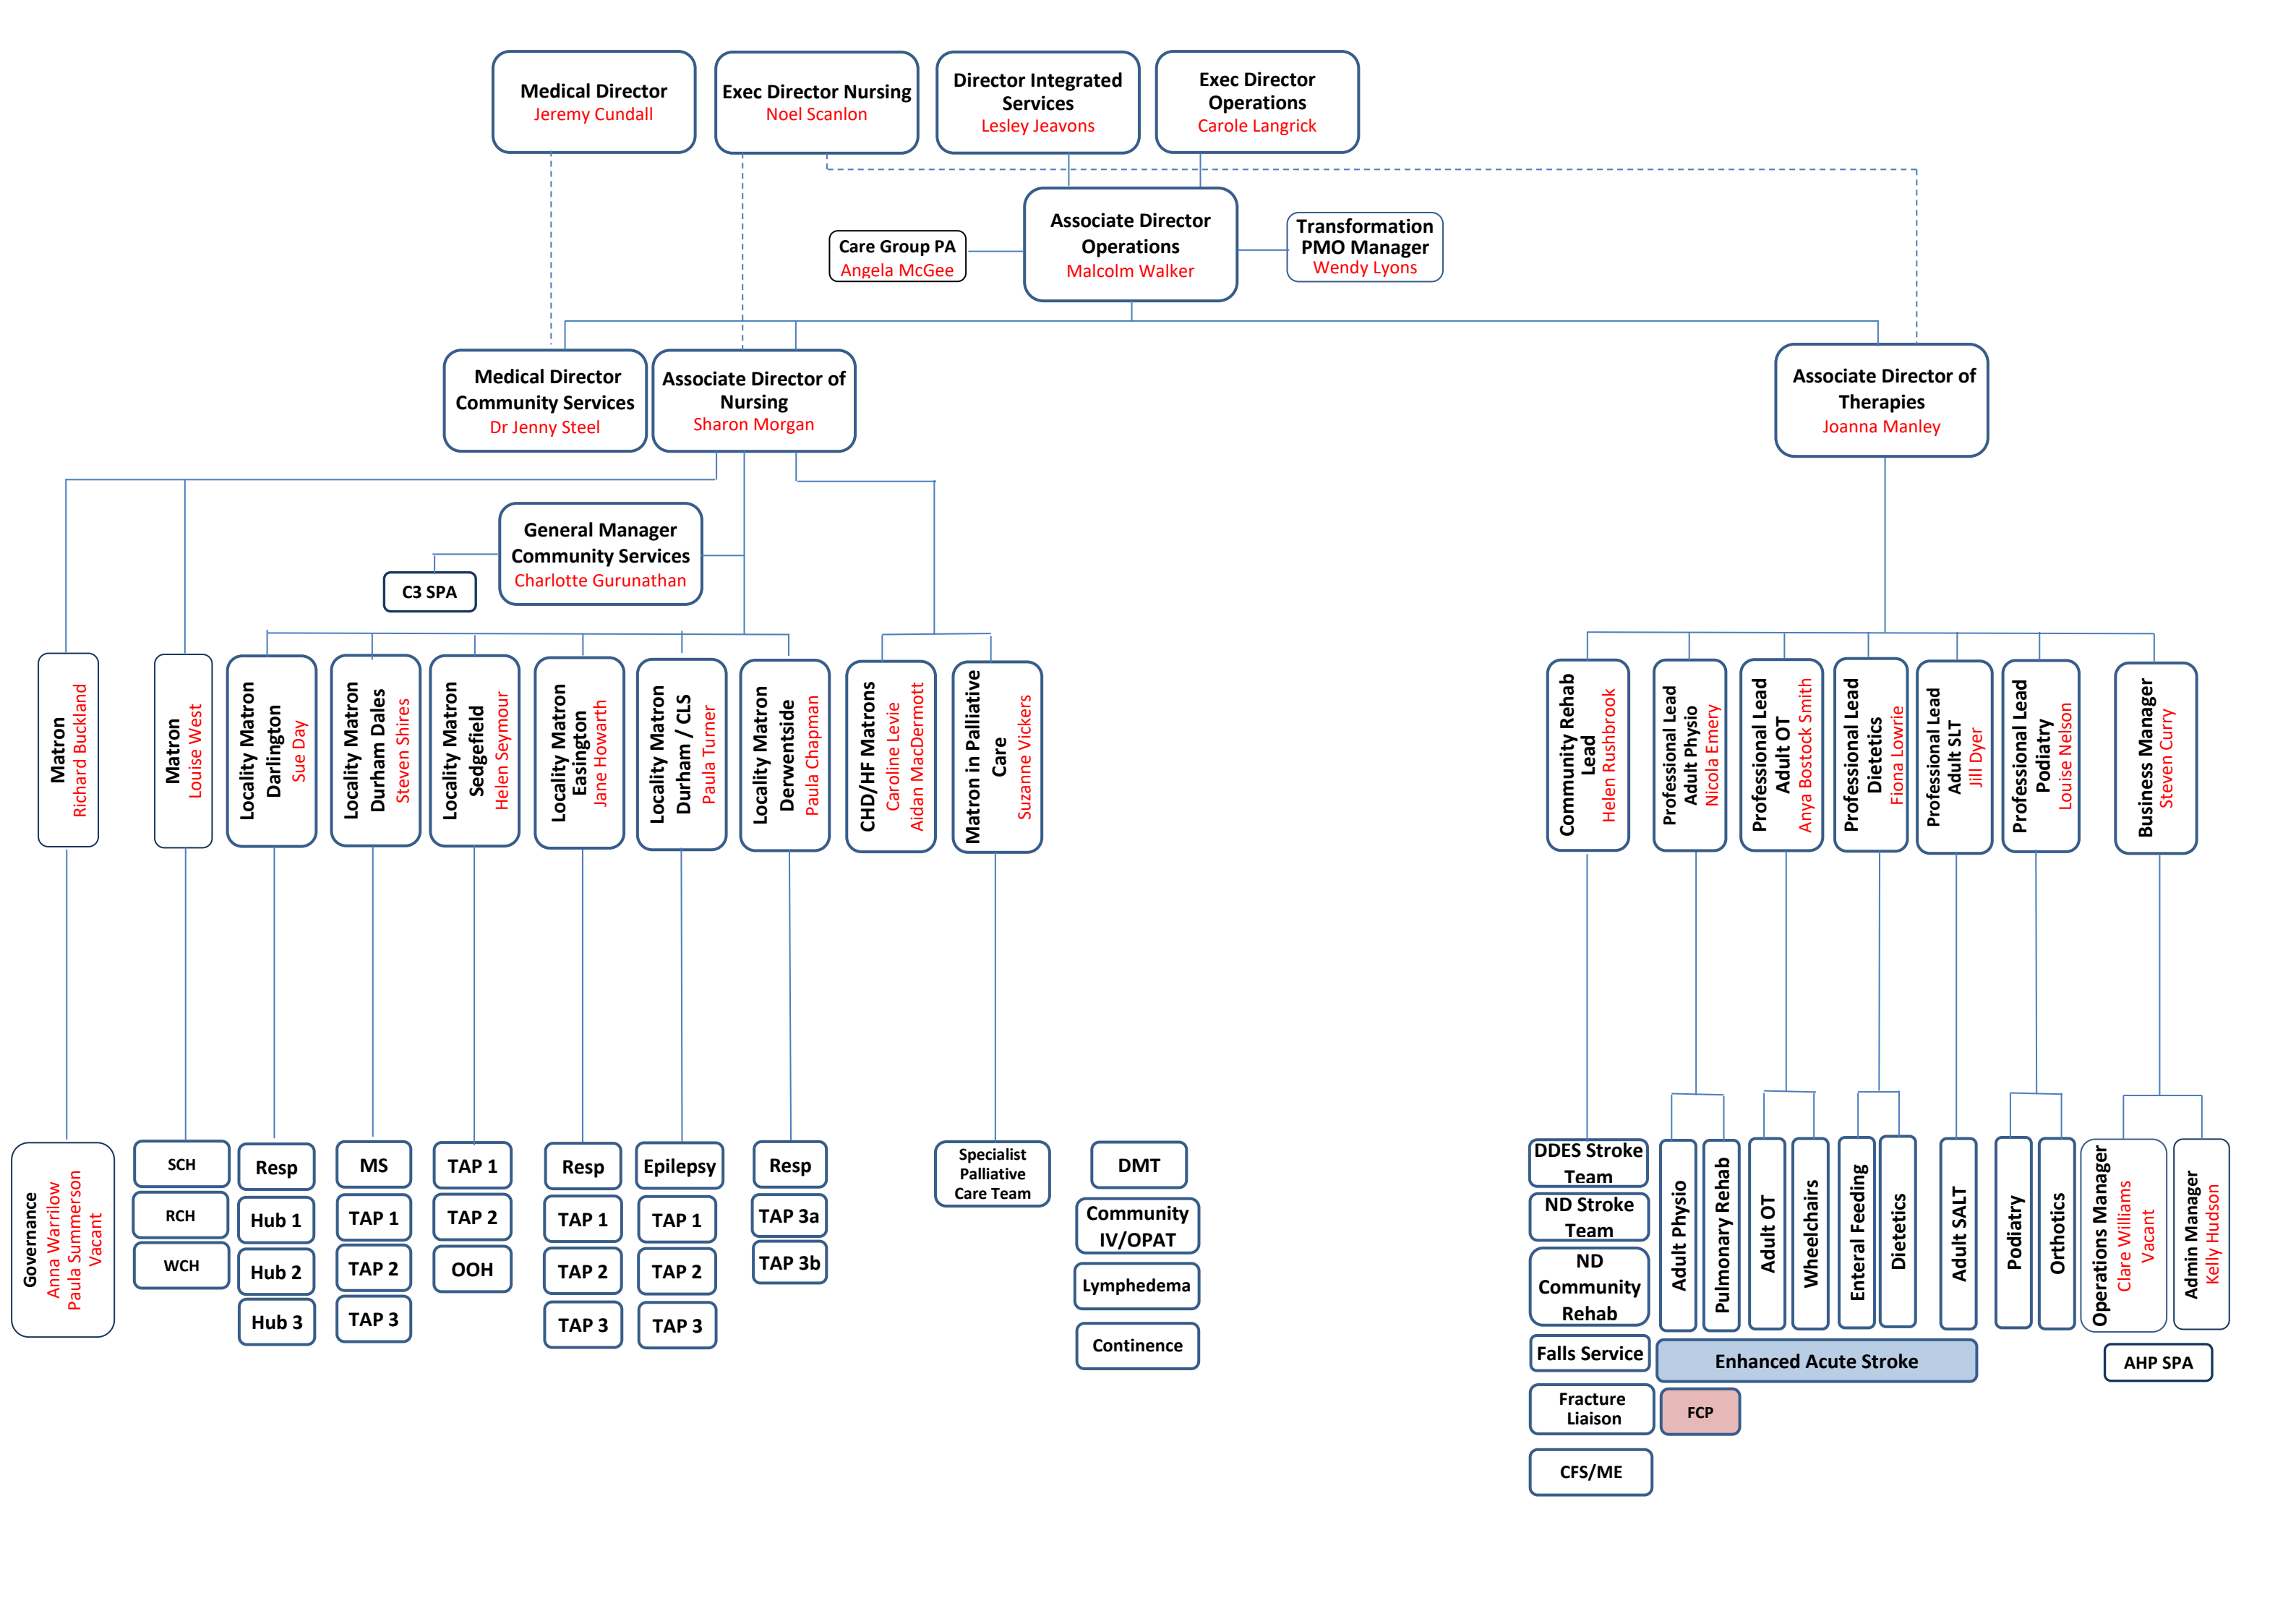 Medical Director
Jeremy Cundall
Exec Director Nursing
Noel Scanlon
Director Integrated
Services
Lesley Jeavons
Exec Director
Operations
Carole Langrick
Care Group PA
Angela McGee
Associate Director
Operations
Malcolm Walker
Transformation
PMO Manager
Wendy Lyons
Medical Director
Community Services
Dr Jenny Steel
Associate Director of
Nursing
Sharon Morgan
Associate Director of
Therapies
Joanna Manley
General Manager
Community Services
Charlotte Gurunathan
C3 SPA
Matron
Richard Buckland
Matron
Louise West
Locality Matron
Darlington
Sue Day
Locality Matron
Durham Dales
Steven Shires
Locality Matron
Sedgefield
Helen Seymour
Locality Matron
Easington
Jane Howarth
Locality Matron
Durham / CLS
Paula Turner
Locality Matron
Derwentside
Paula Chapman
CHD/HF Matrons
Caroline Levie
Aidan MacDermott
Matron in Palliative
Care
Suzanne Vickers
Community Rehab
Lead
Helen Rushbrook
Professional Lead
Adult Physio
Nicola Emery
Professional Lead
Adult OT
Anya Bostock Smith
Professional Lead
Dietetics
Fiona Lowrie
Professional Lead
Adult SLT
Jill Dyer
Professional Lead
Podiatry
Louise Nelson
Business Manager
Steven Curry
Governance
Anna Warrilow
Paula Summerson
Vacant
SCH
RCH
WCH
Resp
Hub 1
Hub 2
Hub 3
MS
TAP 1
TAP 2
TAP 3
TAP 1
TAP 2
OOH
Resp
TAP 1
TAP 2
TAP 3
Epilepsy
TAP 1
TAP 2
TAP 3
Resp
TAP 3a
TAP 3b
Specialist
Palliative
Care Team
DMT
Community
IV/OPAT
Lymphedema
Continence
DDES Stroke
Team
ND Stroke
Team
ND
Community
Rehab
Falls Service
Fracture
Liaison
CFS/ME
Adult Physio
Pulmonary Rehab
Adult OT
Wheelchairs
Enteral Feeding
Dietetics
Adult SALT
Podiatry
Orthotics
Operations Manager
Clare Williams
Vacant
Admin Manager
Kelly Hudson
Enhanced Acute Stroke
FCP
AHP SPA